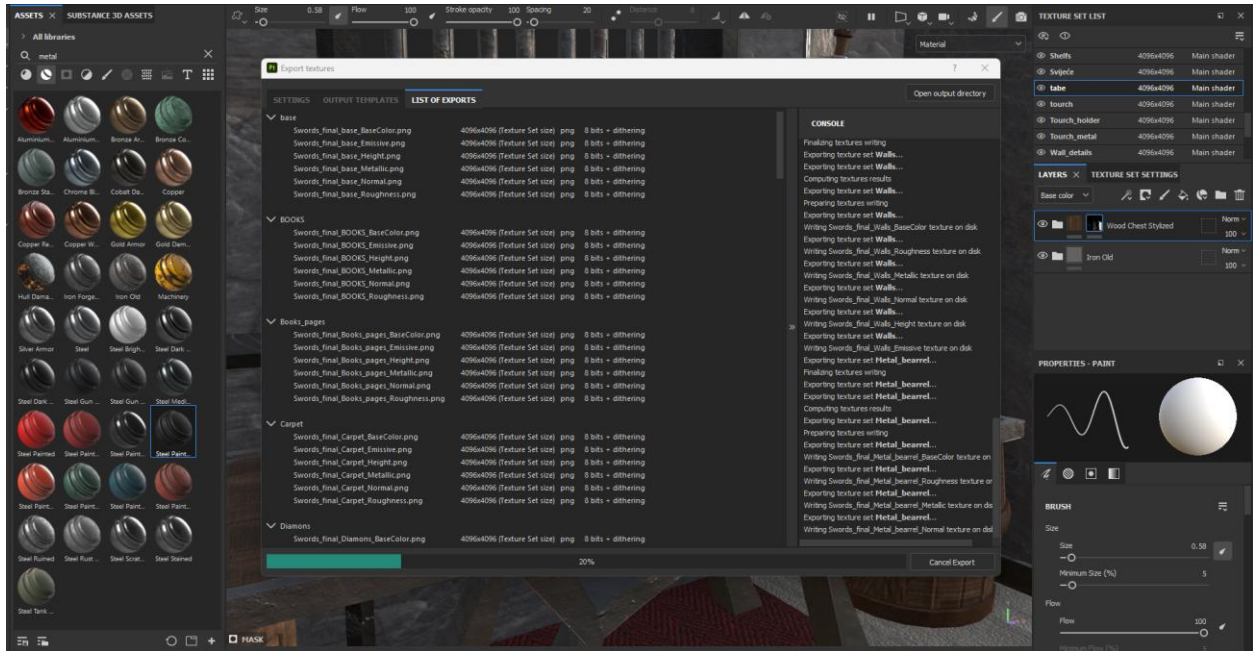 ASSETS × SUBSTANCE 3D ASSETS
All libraries
metal
Aluminium... Aluminium... Bronze Ar... Bronze Co...
Bronze Sta... Chrome Bl... Cobalt Da... Copper
Copper Re... Copper W... Gold Armor Gold Dam...
Hull Dama... Iron Forge... Iron Old Machinery
Silver Armor Steel Steel Brigh... Steel Dark ...
Steel Dark ... Steel Gun ... Steel Gun ... Steel Medi...
Steel Painted Steel Paint... Steel Paint... Steel Paint...
Steel Paint... Steel Paint... Steel Paint... Steel Paint...
Steel Ruined Steel Rust ... Steel Scrat... Steel Stained
Steel Tank ...
Size 0.58 Flow 100 Stroke opacity 100 Spacing 20 Distance 8
Material
Pt Export textures ? ×
SETTINGS OUTPUT TEMPLATES LIST OF EXPORTS
Open output directory
base
Swords_final_base_BaseColor.png 4096x4096 (Texture Set size) png 8 bits + dithering
Swords_final_base_Emissive.png 4096x4096 (Texture Set size) png 8 bits + dithering
Swords_final_base_Height.png 4096x4096 (Texture Set size) png 8 bits + dithering
Swords_final_base_Metallic.png 4096x4096 (Texture Set size) png 8 bits + dithering
Swords_final_base_Normal.png 4096x4096 (Texture Set size) png 8 bits + dithering
Swords_final_base_Roughness.png 4096x4096 (Texture Set size) png 8 bits + dithering
BOOKS
Swords_final_BOOKS_BaseColor.png 4096x4096 (Texture Set size) png 8 bits + dithering
Swords_final_BOOKS_Emissive.png 4096x4096 (Texture Set size) png 8 bits + dithering
Swords_final_BOOKS_Height.png 4096x4096 (Texture Set size) png 8 bits + dithering
Swords_final_BOOKS_Metallic.png 4096x4096 (Texture Set size) png 8 bits + dithering
Swords_final_BOOKS_Normal.png 4096x4096 (Texture Set size) png 8 bits + dithering
Swords_final_BOOKS_Roughness.png 4096x4096 (Texture Set size) png 8 bits + dithering
Books_pages
Swords_final_Books_pages_BaseColor.png 4096x4096 (Texture Set size) png 8 bits + dithering
Swords_final_Books_pages_Emissive.png 4096x4096 (Texture Set size) png 8 bits + dithering
Swords_final_Books_pages_Height.png 4096x4096 (Texture Set size) png 8 bits + dithering
Swords_final_Books_pages_Metallic.png 4096x4096 (Texture Set size) png 8 bits + dithering
Swords_final_Books_pages_Normal.png 4096x4096 (Texture Set size) png 8 bits + dithering
Swords_final_Books_pages_Roughness.png 4096x4096 (Texture Set size) png 8 bits + dithering
Carpet
Swords_final_Carpet_BaseColor.png 4096x4096 (Texture Set size) png 8 bits + dithering
Swords_final_Carpet_Emissive.png 4096x4096 (Texture Set size) png 8 bits + dithering
Swords_final_Carpet_Height.png 4096x4096 (Texture Set size) png 8 bits + dithering
Swords_final_Carpet_Metallic.png 4096x4096 (Texture Set size) png 8 bits + dithering
Swords_final_Carpet_Normal.png 4096x4096 (Texture Set size) png 8 bits + dithering
Swords_final_Carpet_Roughness.png 4096x4096 (Texture Set size) png 8 bits + dithering
Diamons
Swords_final_Diamons_BaseColor.png 4096x4096 (Texture Set size) png 8 bits + dithering
20%
Cancel Export
CONSOLE
Finalizing textures writing
Exporting texture set Walls...
Exporting texture set Walls...
Computing textures results
Exporting texture set Walls...
Preparing textures writing
Exporting texture set Walls...
Writing Swords_final_Walls_BaseColor texture on disk
Exporting texture set Walls...
Writing Swords_final_Walls_Roughness texture on disk
Exporting texture set Walls...
Writing Swords_final_Walls_Metallic texture on disk
Exporting texture set Walls...
Writing Swords_final_Walls_Normal texture on disk
Exporting texture set Walls...
Writing Swords_final_Walls_Height texture on disk
Exporting texture set Walls...
Writing Swords_final_Walls_Emissive texture on disk
Exporting texture set Metal_bearrel...
Finalizing textures writing
Exporting texture set Metal_bearrel...
Exporting texture set Metal_bearrel...
Computing textures results
Exporting texture set Metal_bearrel...
Preparing textures writing
Exporting texture set Metal_bearrel...
Writing Swords_final_Metal_bearrel_BaseColor texture on
Exporting texture set Metal_bearrel...
Writing Swords_final_Metal_bearrel_Roughness texture or
Exporting texture set Metal_bearrel...
Writing Swords_final_Metal_bearrel_Metallic texture on dis
Exporting texture set Metal_bearrel...
Writing Swords_final_Metal_bearrel_Normal texture on dis
MASK
TEXTURE SET LIST
Shelfs 4096x4096 Main shader
Svijeće 4096x4096 Main shader
tabe 4096x4096 Main shader
tourch 4096x4096 Main shader
Tourch_holder 4096x4096 Main shader
Tourch_metal 4096x4096 Main shader
Wall_details 4096x4096 Main shader
LAYERS × TEXTURE SET SETTINGS
Base color
Wood Chest Stylized Norm 100
Iron Old Norm 100
PROPERTIES - PAINT
BRUSH
Size
Size 0.58
Minimum Size (%) 5
Flow
Flow 100
Minimum Flow (%) 5